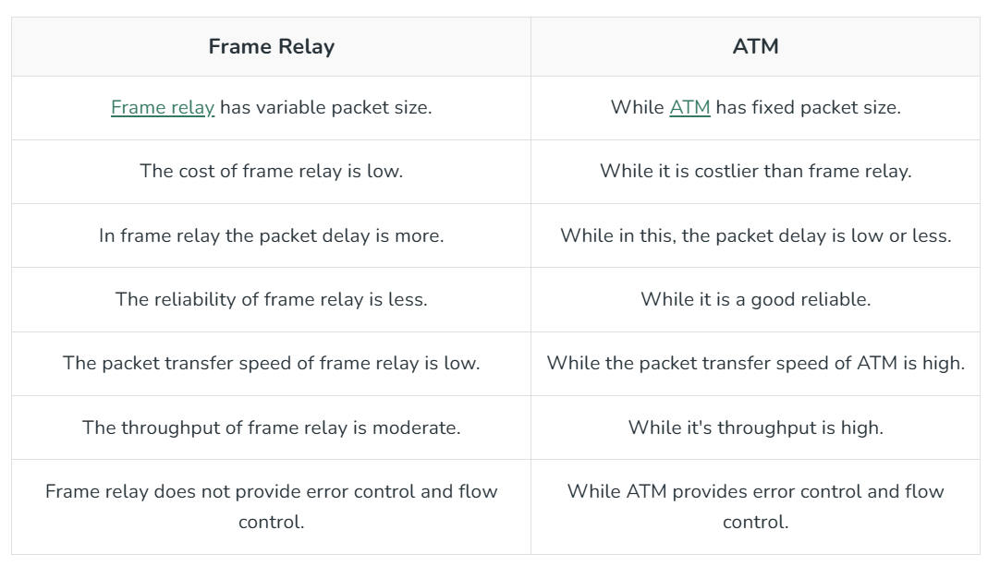 Frame Relay
ATM
Frame relay has variable packet size.
While ATM has fixed packet size.
The cost of frame relay is low.
While it is costlier than frame relay.
In frame relay the packet delay is more.
While in this, the packet delay is low or less.
The reliability of frame relay is less.
While it is a good reliable.
The packet transfer speed of frame relay is low.
While the packet transfer speed of ATM is high.
The throughput of frame relay is moderate.
While it's throughput is high.
Frame relay does not provide error control and flow
control.
While ATM provides error control and flow
control.